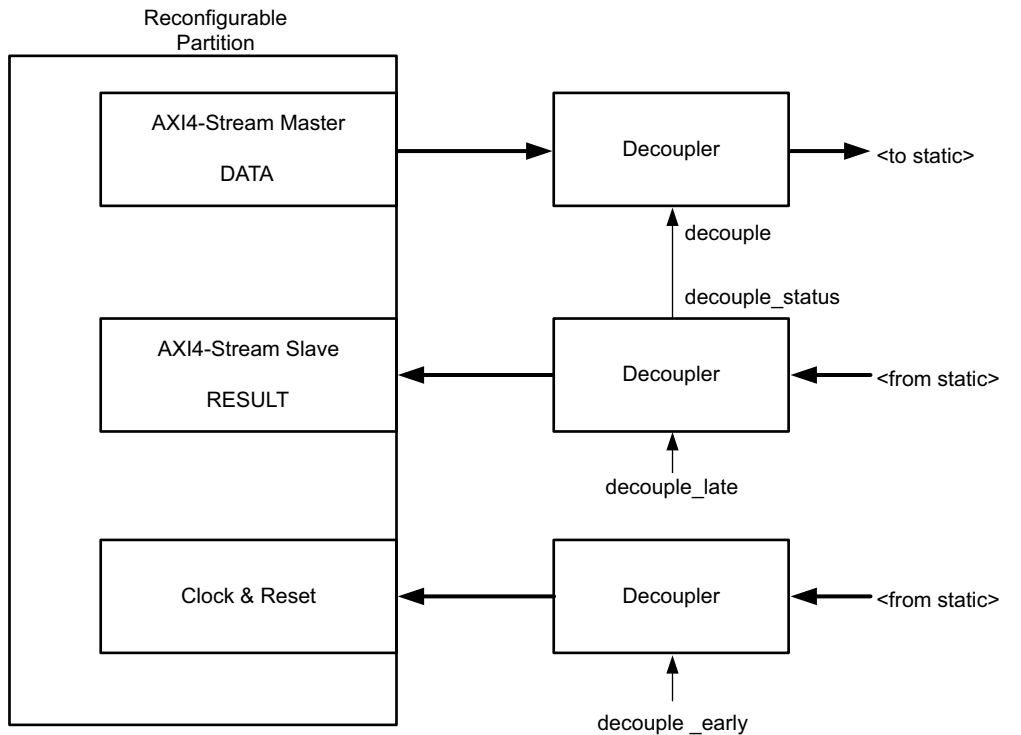 Reconfigurable
Partition
AXI4-Stream Master
DATA
Decoupler
<to static>
decouple
decouple_status
AXI4-Stream Slave
RESULT
Decoupler
<from static>
decouple_late
Clock & Reset
Decoupler
<from static>
decouple _early